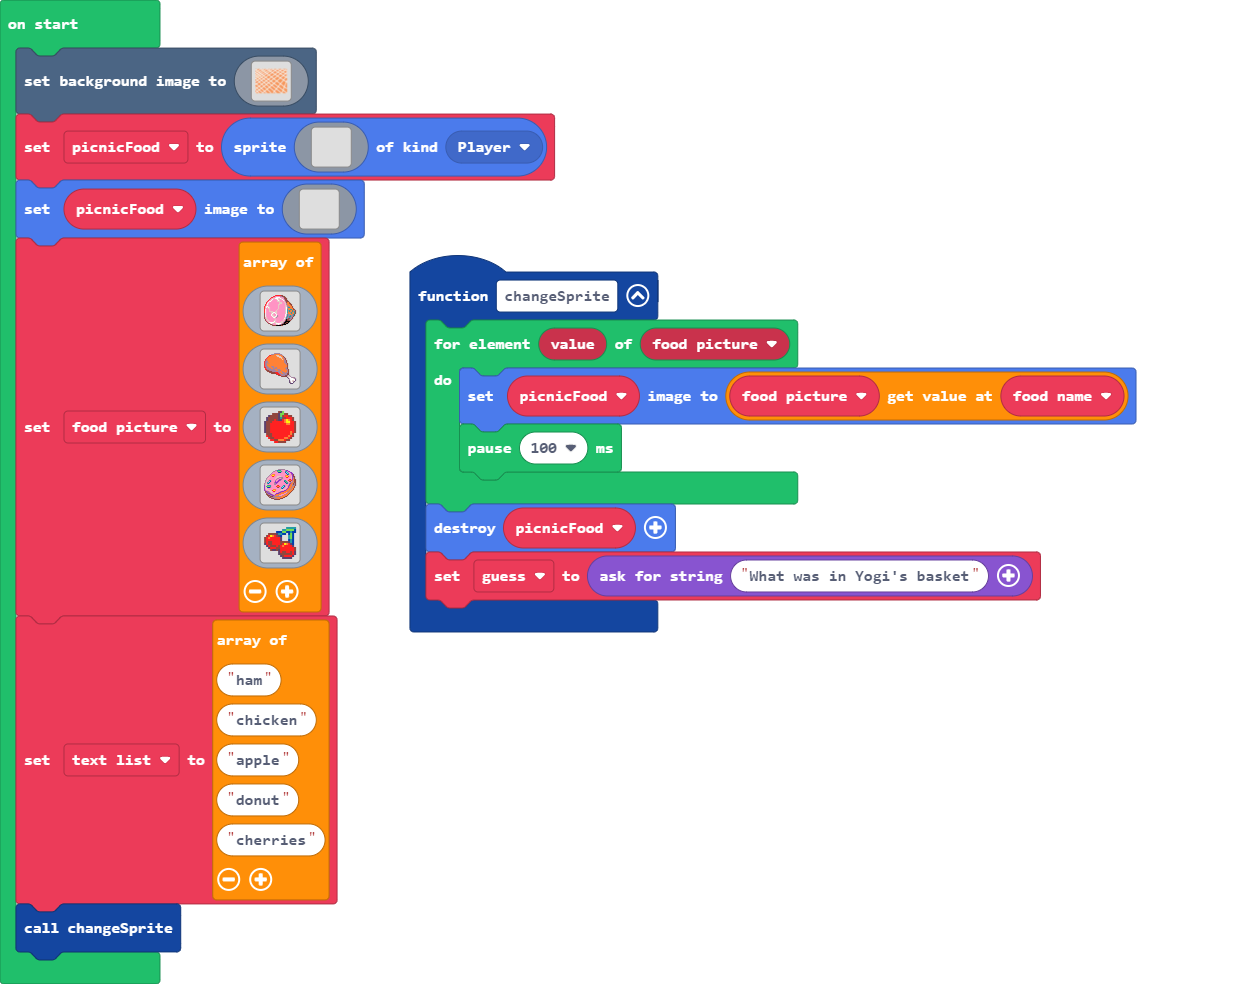 on start
set background image to
set picnicFood to sprite of kind Player
set picnicFood image to
set food picture to array of
set text list to array of
"ham"
"chicken"
"apple"
"donut"
"cherries"
call changeSprite
function changeSprite
for element value of food picture
do set picnicFood image to food picture get value at food name
pause 100 ms
destroy picnicFood
set guess to ask for string "What was in Yogi's basket"